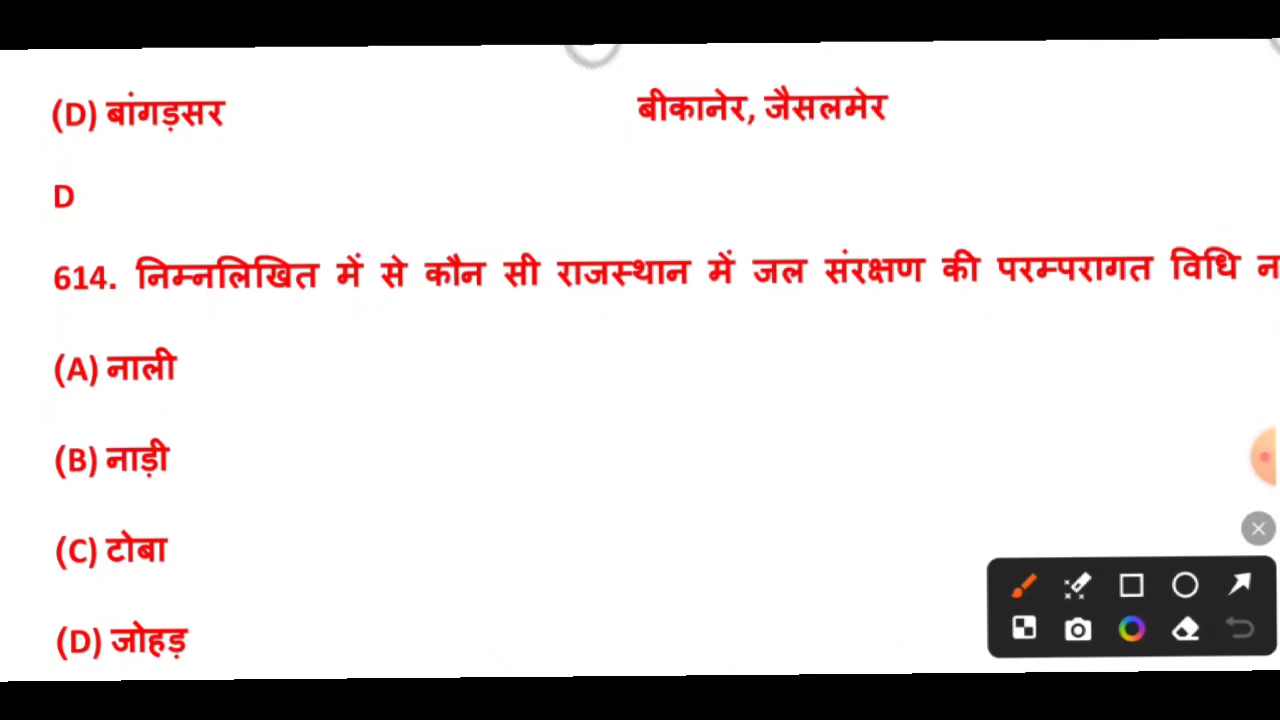 (D) बांगड़सर
बीकानेर, जैसलमेर
D
614. निम्नलिखित में से कौन सी राजस्थान में जल संरक्षण की परम्परागत विधि
(A) नाली
(B) नाड़ी
(C) टोबा
(D) जोहड़